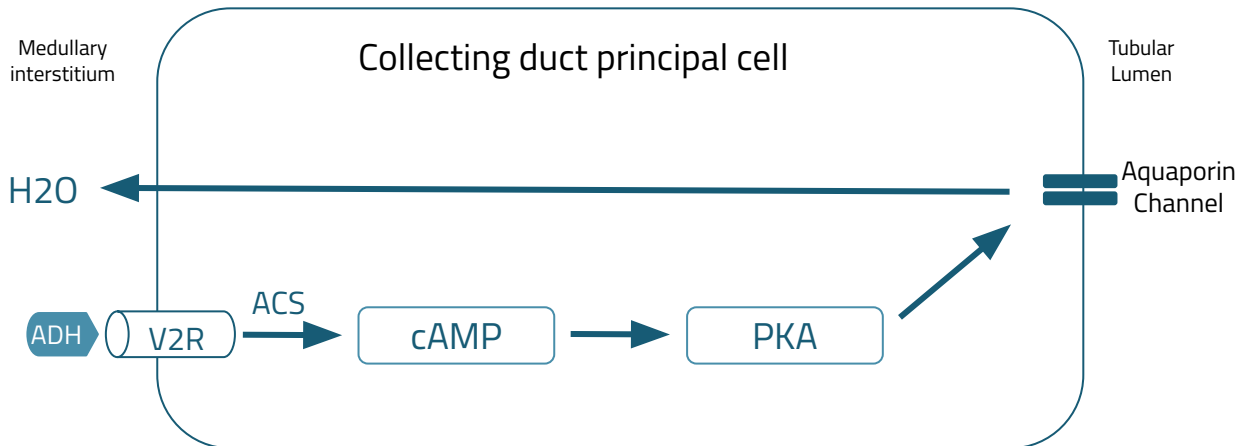 Medullary
interstitium
Collecting duct principal cell
Tubular
Lumen
H2O
Aquaporin
Channel
ADH
V2R
ACS
cAMP
PKA